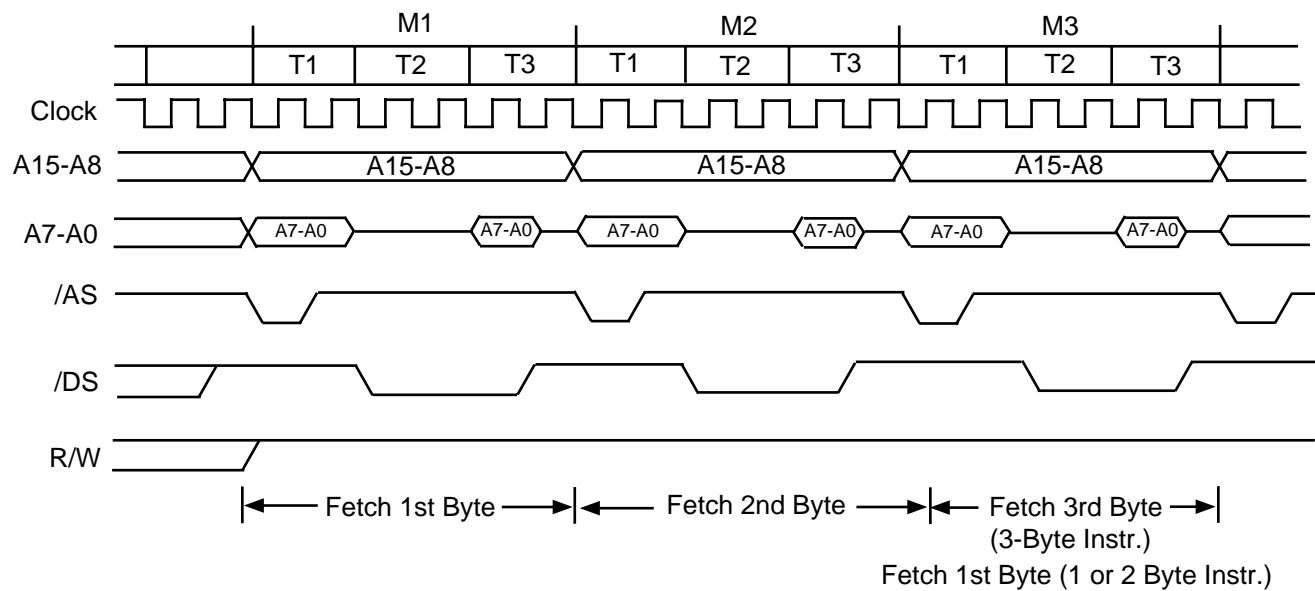 M1 M2 M3
T1 T2 T3 T1 T2 T3 T1 T2 T3
Clock
A15-A8 A15-A8 A15-A8 A15-A8
A7-A0 A7-A0 A7-A0 A7-A0 A7-A0 A7-A0 A7-A0
/AS
/DS
R/W
Fetch 1st Byte Fetch 2nd Byte Fetch 3rd Byte
(3-Byte Instr.)
Fetch 1st Byte (1 or 2 Byte Instr.)